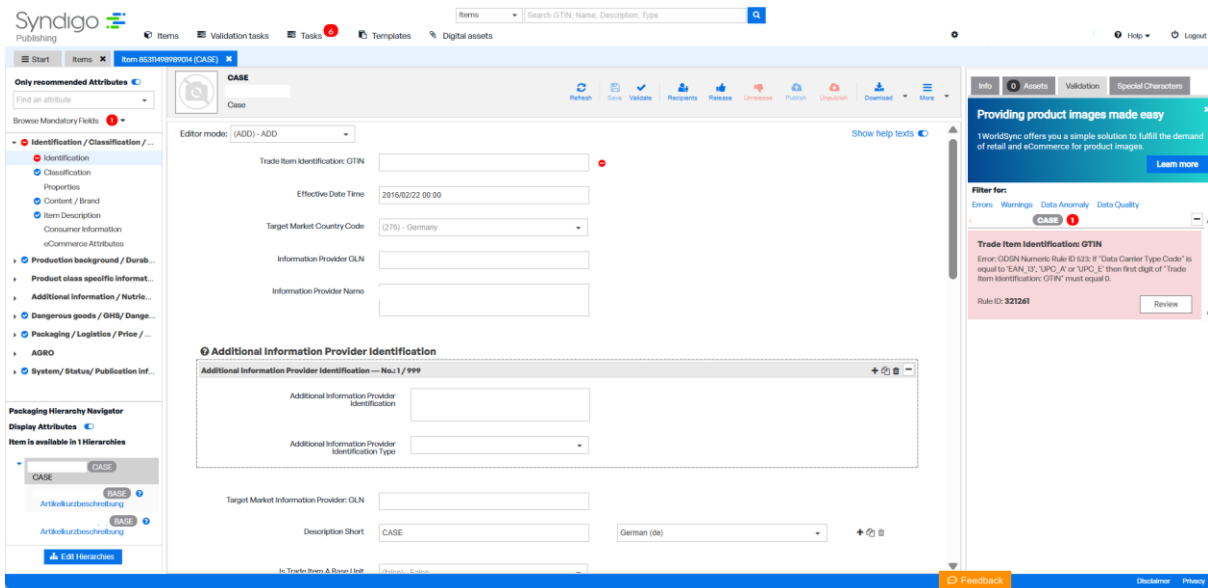 Syndigo
Publishing
Items
Search GTIN, Name, Description, Type
Items
Validation tasks
Tasks 6
Templates
Digital assets
Help
Logout
Start
Items
Item 85311498989014 (CASE)
Only recommended Attributes
Find an attribute
Browse Mandatory Fields 1
Identification / Classification / ...
Identification
Classification
Properties
Content / Brand
Item Description
Consumer Information
eCommerce Attributes
Production background / Durab...
Product class specific informat...
Additional information / Nutrie...
Dangerous goods / GHS/ Dange...
Packaging / Logistics / Price / ...
AGRO
System/ Status/ Publication inf...
Packaging Hierarchy Navigator
Display Attributes
Item is available in 1 Hierarchies
CASE
CASE
BASE
Artikelkurzbeschreibung
BASE
Artikelkurzbeschreibung
Edit Hierarchies
CASE
Case
Refresh
Save
Validate
Recipients
Release
Unrelease
Publish
Unpublish
Download
More
Editor mode: (ADD) - ADD
Show help texts
Trade Item Identification: GTIN
Effective Date Time
2016/02/22 00:00
Target Market Country Code
(276) - Germany
Information Provider GLN
Information Provider Name
Additional Information Provider Identification
Additional Information Provider Identification --- No.: 1 / 999
Additional Information Provider
Identification
Additional Information Provider
Identification Type
Target Market Information Provider: GLN
Description Short
CASE
German (de)
Is Trade Item A Base Unit
(false) - False
Info
0 Assets
Validation
Special Characters
Providing product images made easy
1WorldSync offers you a simple solution to fulfill the demand
of retail and eCommerce for product images.
Learn more
Filter for:
Errors Warnings Data Anomaly Data Quality
CASE 1
Trade Item Identification: GTIN
Error: GDSN Numeric Rule ID 523: If "Data Carrier Type Code" is
equal to 'EAN_13', 'UPC_A' or 'UPC_E' then first digit of "Trade
Item Identification: GTIN" must equal 0.
Rule ID: 321261
Review
Feedback
Disclaimer
Privacy